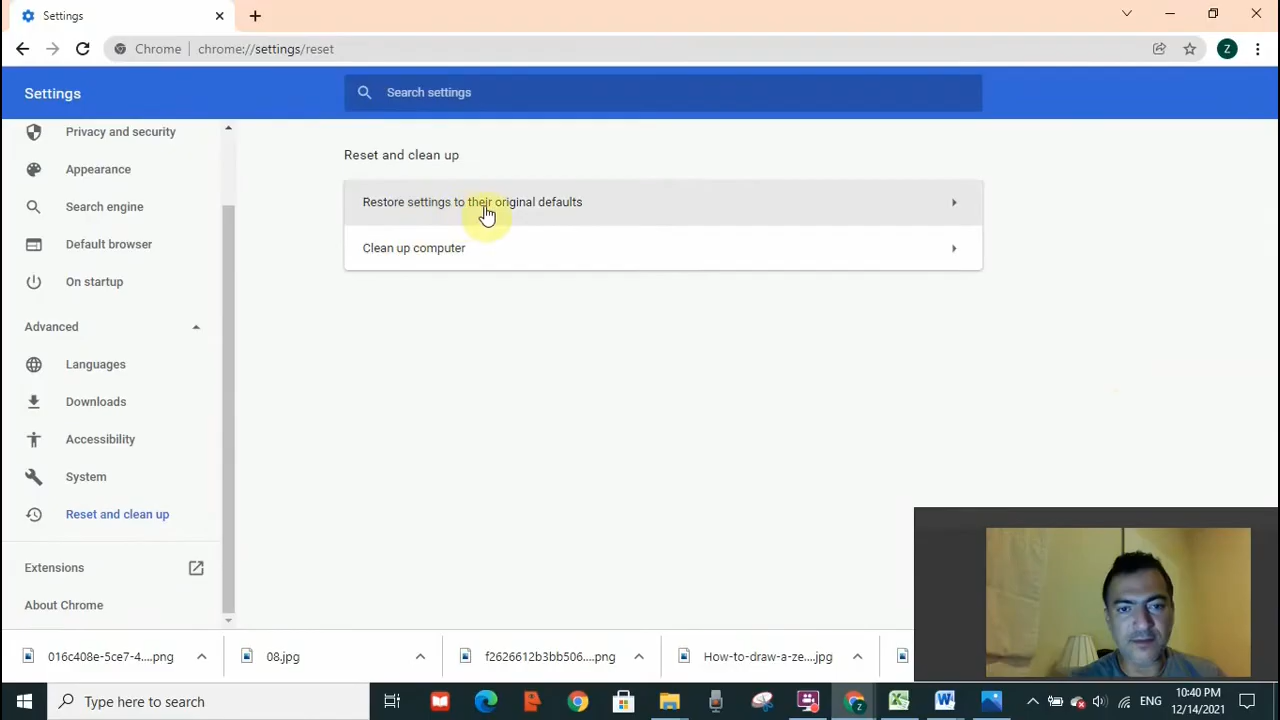 Settings
Chrome
chrome://settings/reset
Z
Settings
Search settings
Privacy and security
Appearance
Search engine
Default browser
On startup
Advanced
Languages
Downloads
Accessibility
System
Reset and clean up
Extensions
About Chrome
Reset and clean up
Restore settings to their original defaults
Clean up computer
016c408e-5ce7-4....png
08.jpg
f2626612b3bb506....png
How-to-draw-a-ze....jpg
Type here to search
ENG
10:40 PM
12/14/2021